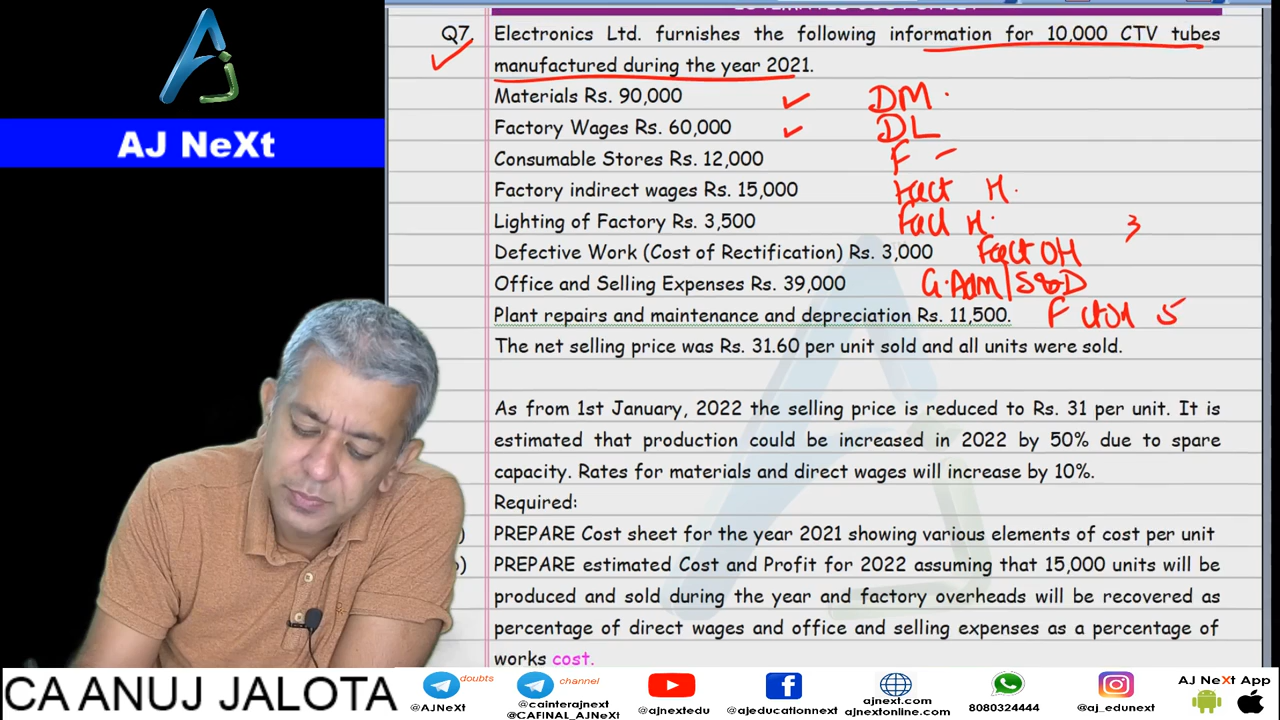 Q7. Electronics Ltd. furnishes the following information for 10,000 CTV tubes
manufactured during the year 2021.
Materials Rs. 90,000 DM
Factory Wages Rs. 60,000 DL
Consumable Stores Rs. 12,000 F
Factory indirect wages Rs. 15,000 Fact H
Lighting of Factory Rs. 3,500 H 3
Defective Work (Cost of Rectification) Rs. 3,000 Fact OH
Office and Selling Expenses Rs. 39,000 G.Adm/S&D
Plant repairs and maintenance and depreciation Rs. 11,500. F 5
The net selling price was Rs. 31.60 per unit sold and all units were sold.
As from 1st January, 2022 the selling price is reduced to Rs. 31 per unit. It is
estimated that production could be increased in 2022 by 50% due to spare
capacity. Rates for materials and direct wages will increase by 10%.
Required:
) PREPARE Cost sheet for the year 2021 showing various elements of cost per unit
) PREPARE estimated Cost and Profit for 2022 assuming that 15,000 units will be
produced and sold during the year and factory overheads will be recovered as
percentage of direct wages and office and selling expenses as a percentage of
works cost.
AJ NeXt
CA ANUJ JALOTA
doubts
@AJNeXt
channel
@cainterajnext
@CAFINAL_AJNeXt
@ajnextedu
@ajeducationnext
ajnext.com
ajnextonline.com
8080324444
@aj_edunext
AJ NeXt App